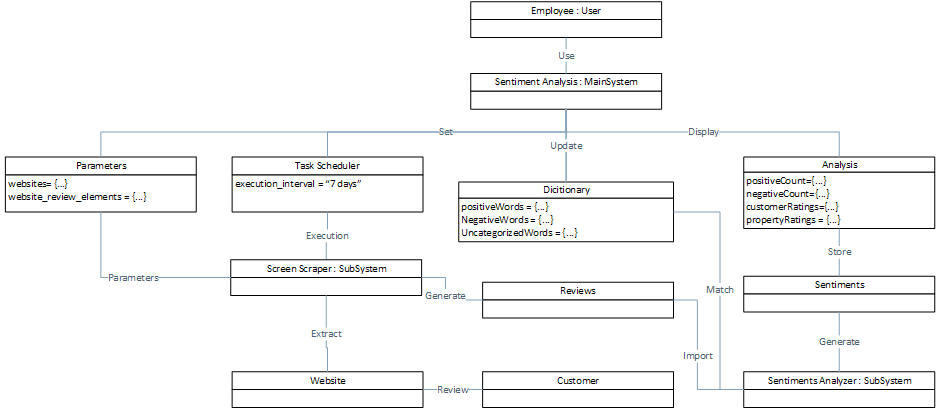 Employee : User
Use
Sentiment Analysis : MainSystem
Set
Display
Update
Parameters
websites= {...}
website_review_elements = {...}
Task Scheduler
execution_interval = “7 days”
Dicitionary
positiveWords = {...}
NegativeWords = {...}
UncategorizedWords = {...}
Analysis
positiveCount={...}
negativeCount={...}
customerRatings={...}
propertyRatings = {...}
Execution
Store
Screen Scraper : SubSystem
Parameters
Generate
Reviews
Match
Sentiments
Extract
Import
Generate
Website
Review
Customer
Sentiments Analyzer : SubSystem